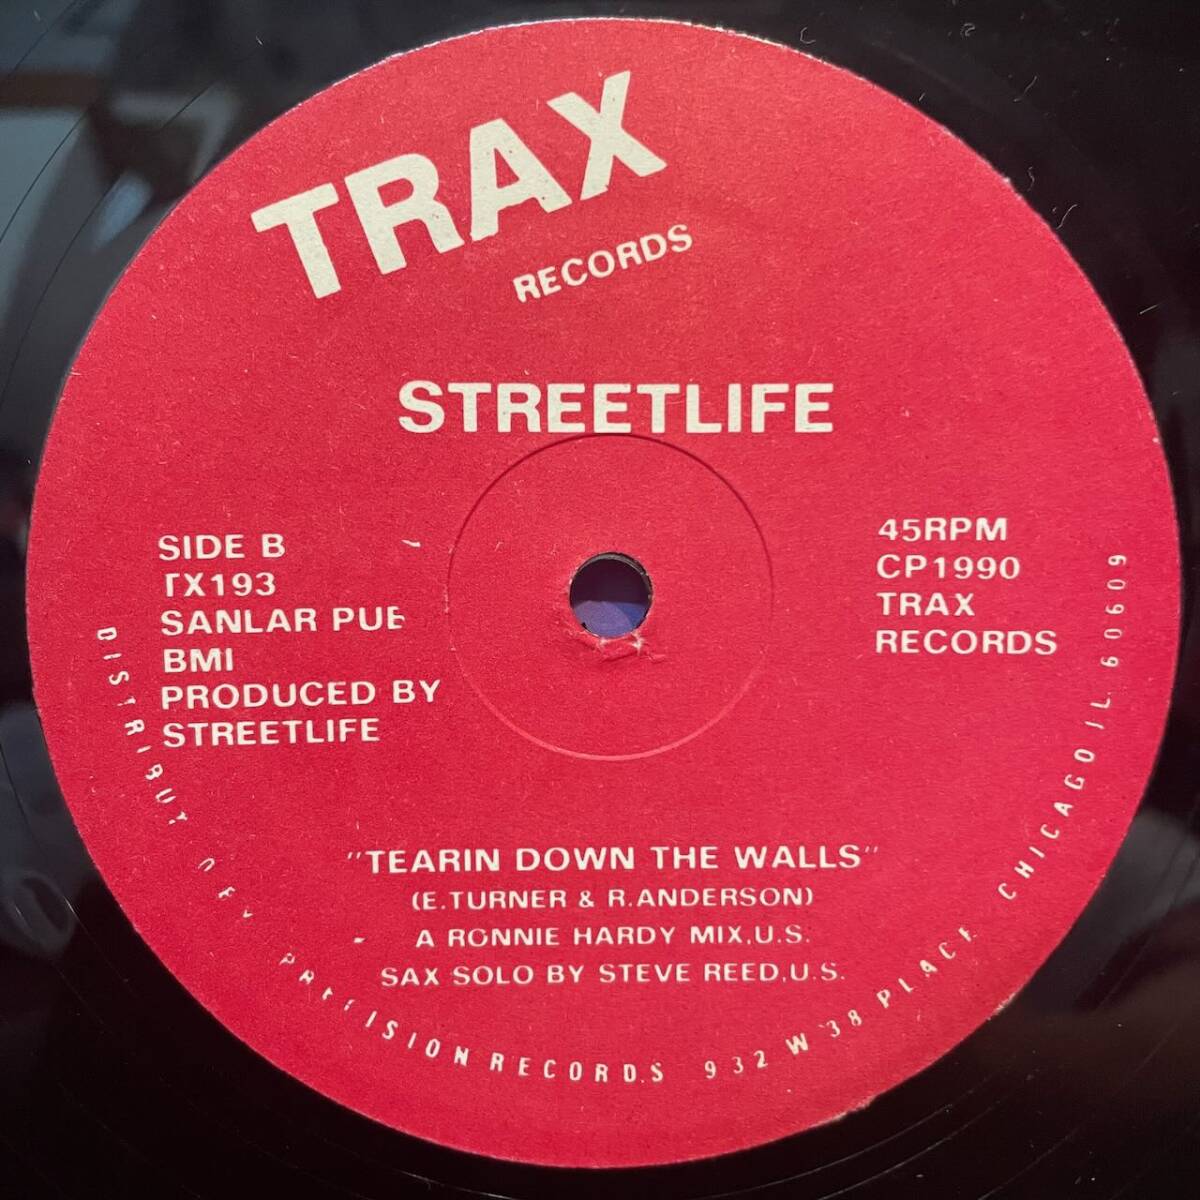 TRAX
RECORDS
STREETLIFE
SIDE B
TX193
SANLAR PUB
BMI
PRODUCED BY
STREETLIFE
45RPM
CP1990
TRAX
RECORDS
"TEARIN DOWN THE WALLS"
(E.TURNER & R.ANDERSON)
A RONNIE HARDY MIX,U.S.
SAX SOLO BY STEVE REED,U.S.
PRECISION RECORDS 932 W 38 PLACE CHICAGO IL 60609